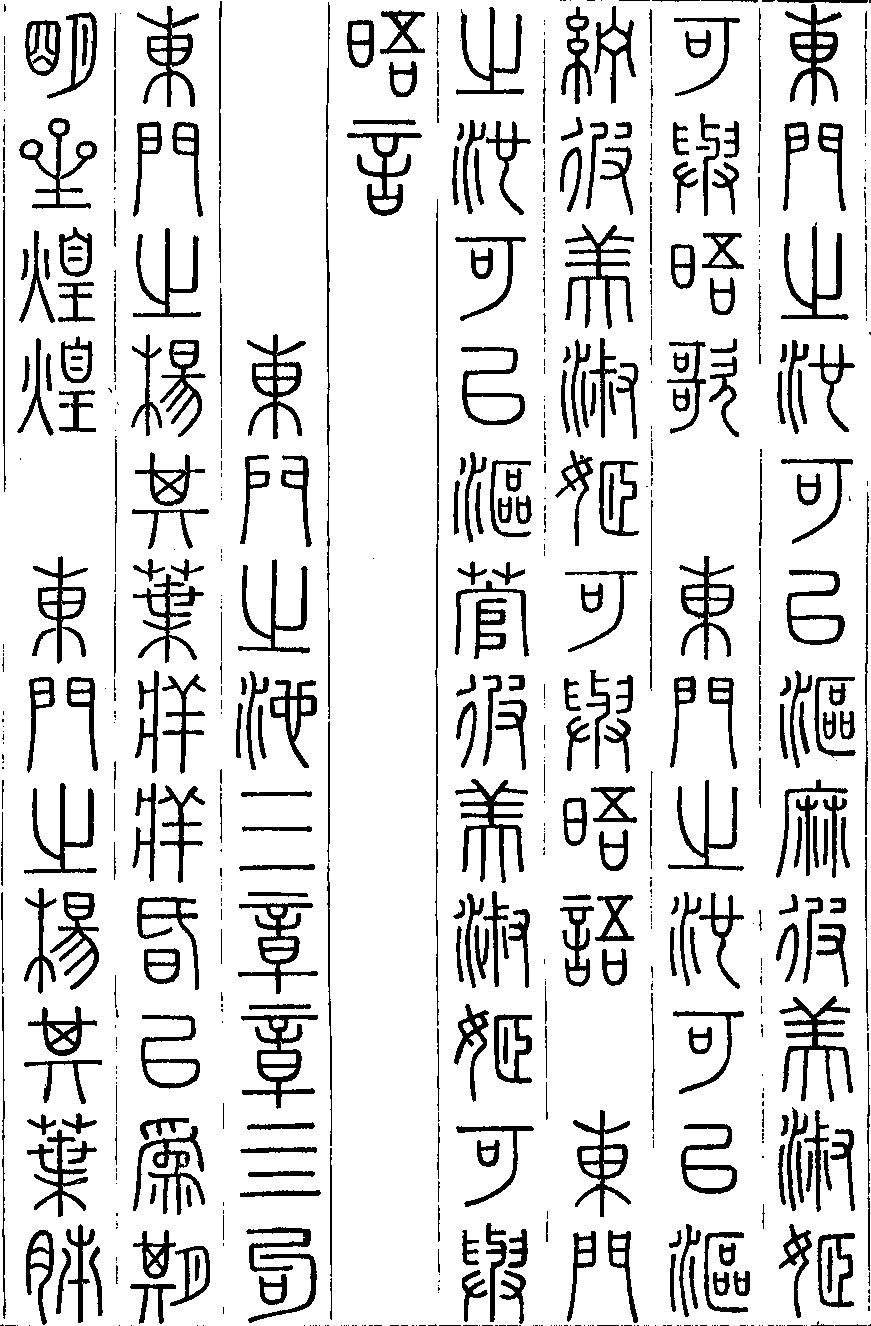 東門之池可以漚麻彼美淑姬
可與晤歌　東門之池可以漚
紵彼美淑姬可與晤語　東門
之池可以漚菅彼美淑姬可與
晤言
東門之池三章章四句
東門之楊其葉牂牂昏以為期
明星煌煌　東門之楊其葉肺